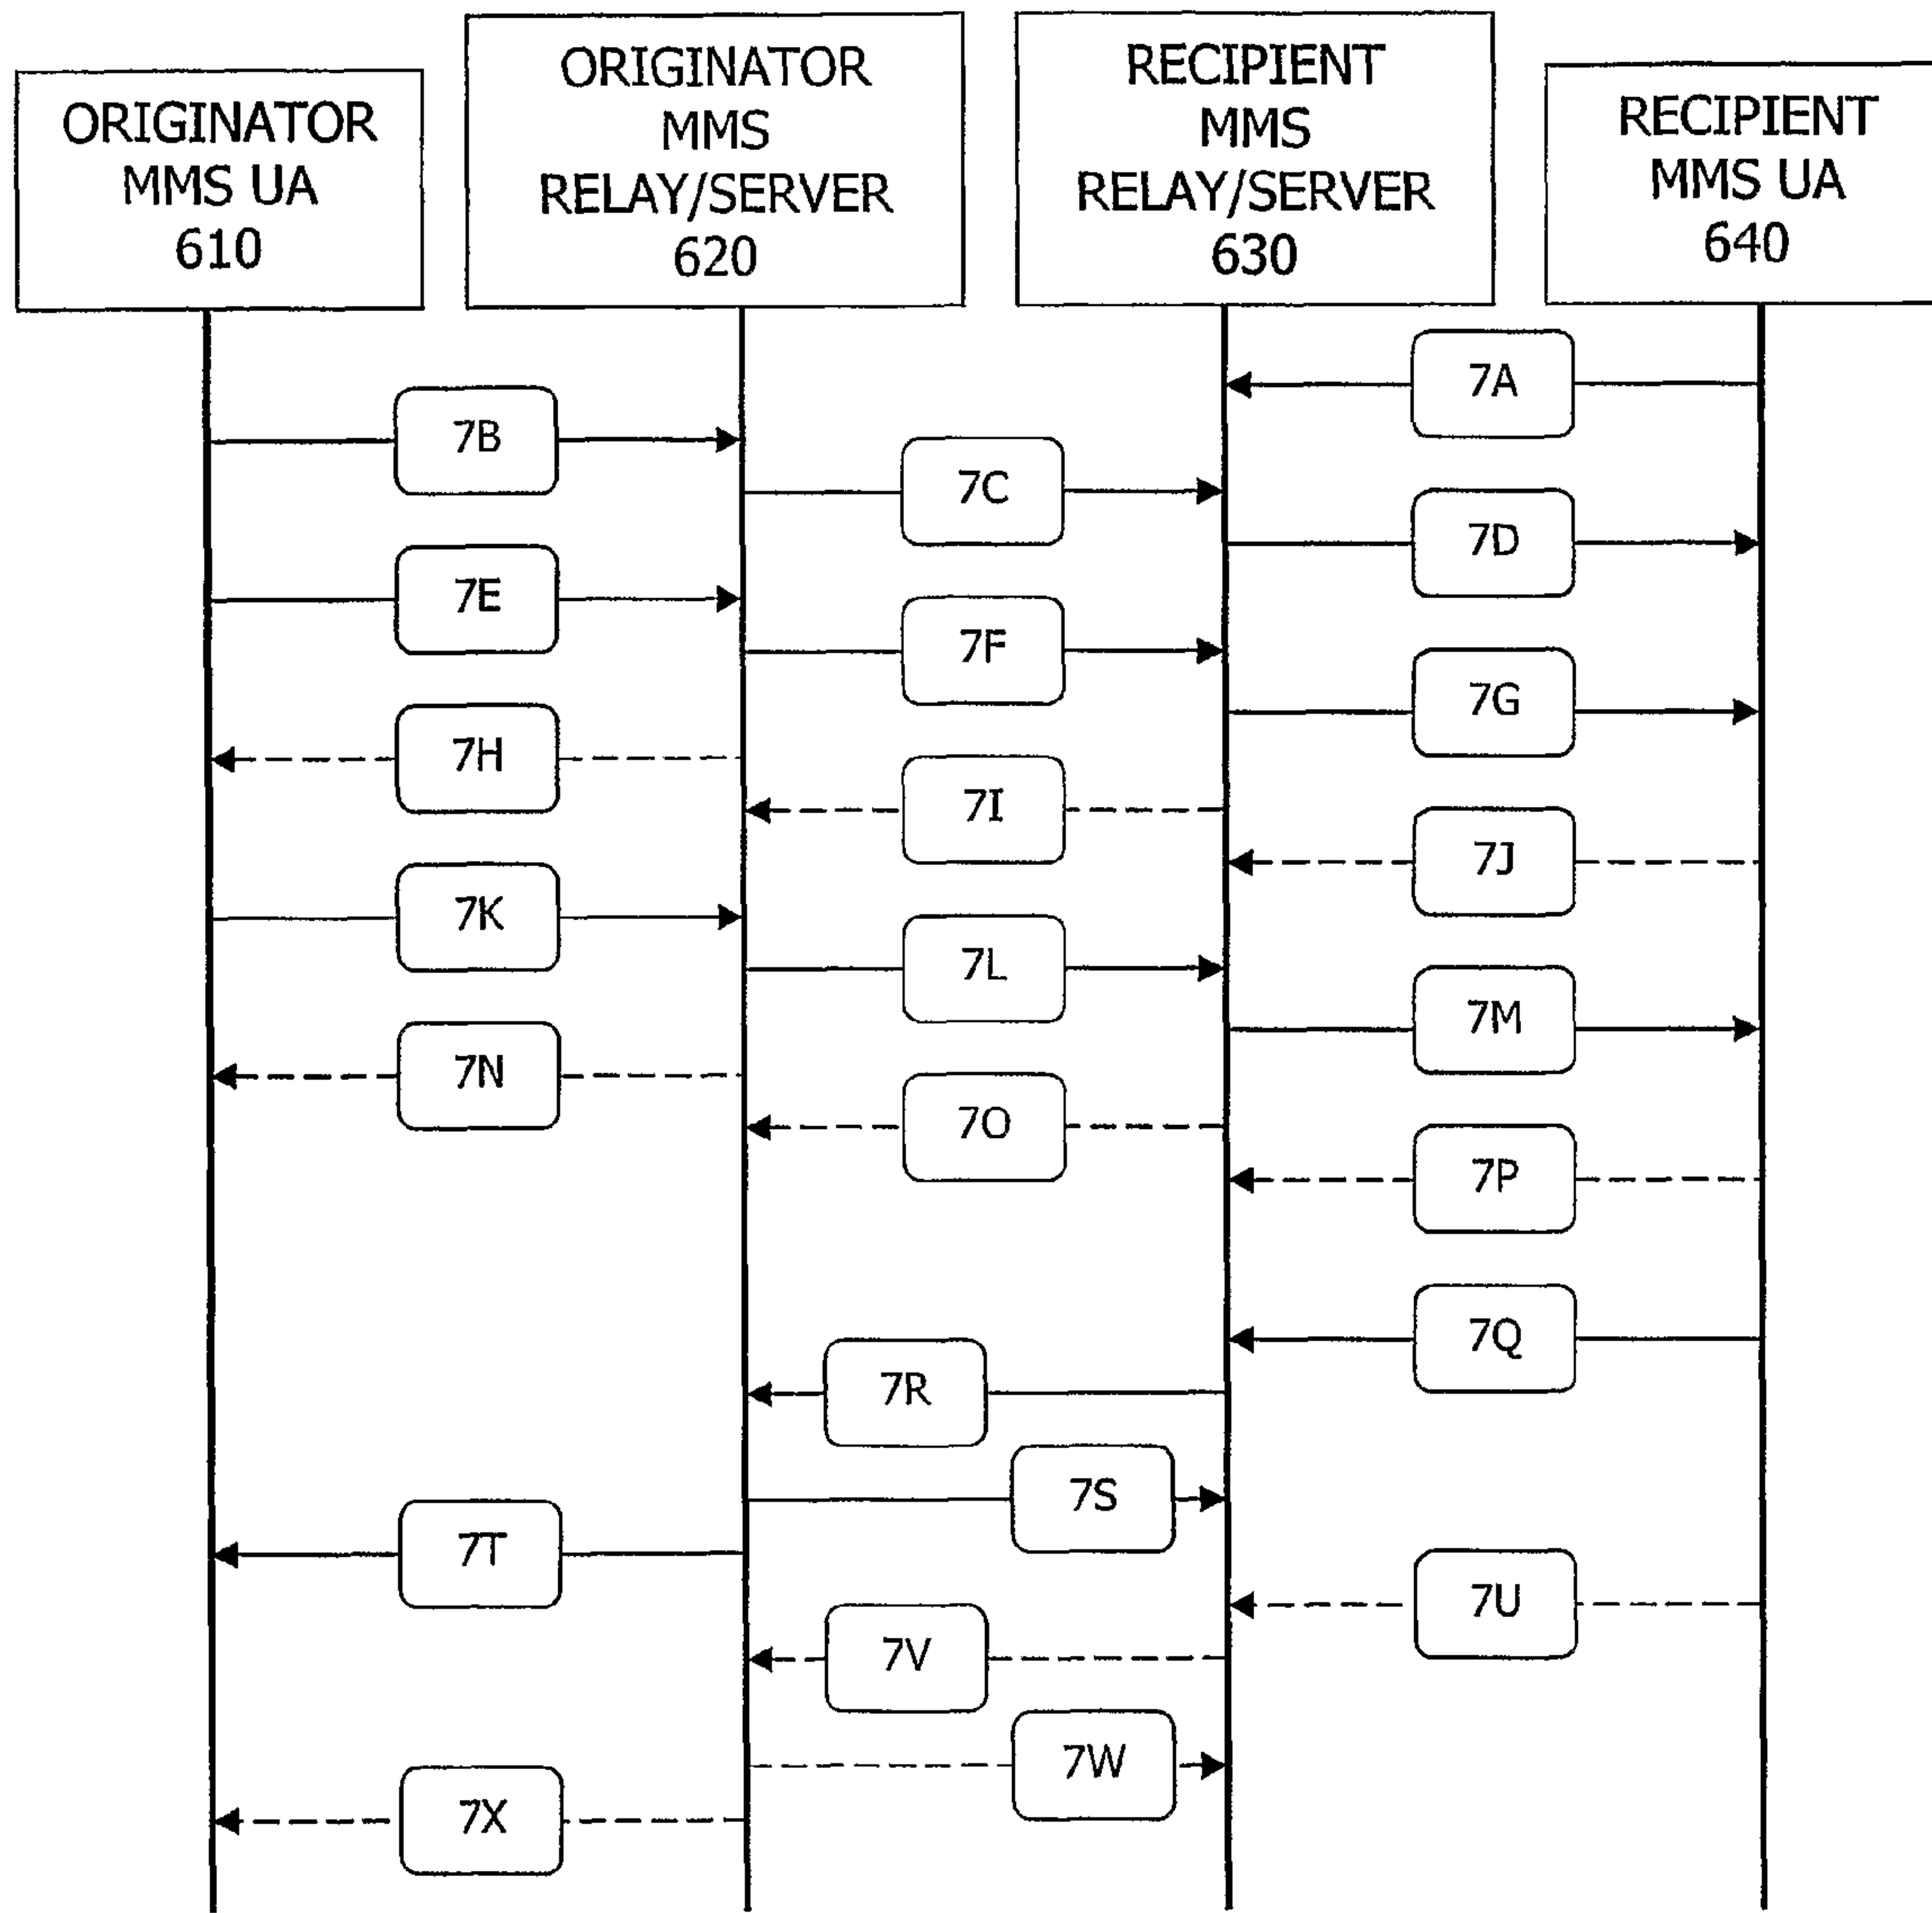 ORIGINATOR
MMS UA
610
ORIGINATOR
MMS
RELAY/SERVER
620
RECIPIENT
MMS
RELAY/SERVER
630
RECIPIENT
MMS UA
640
7A
7B
7C
7D
7E
7F
7G
7H
7I
7J
7K
7L
7M
7N
7O
7P
7Q
7R
7S
7T
7U
7V
7W
7X